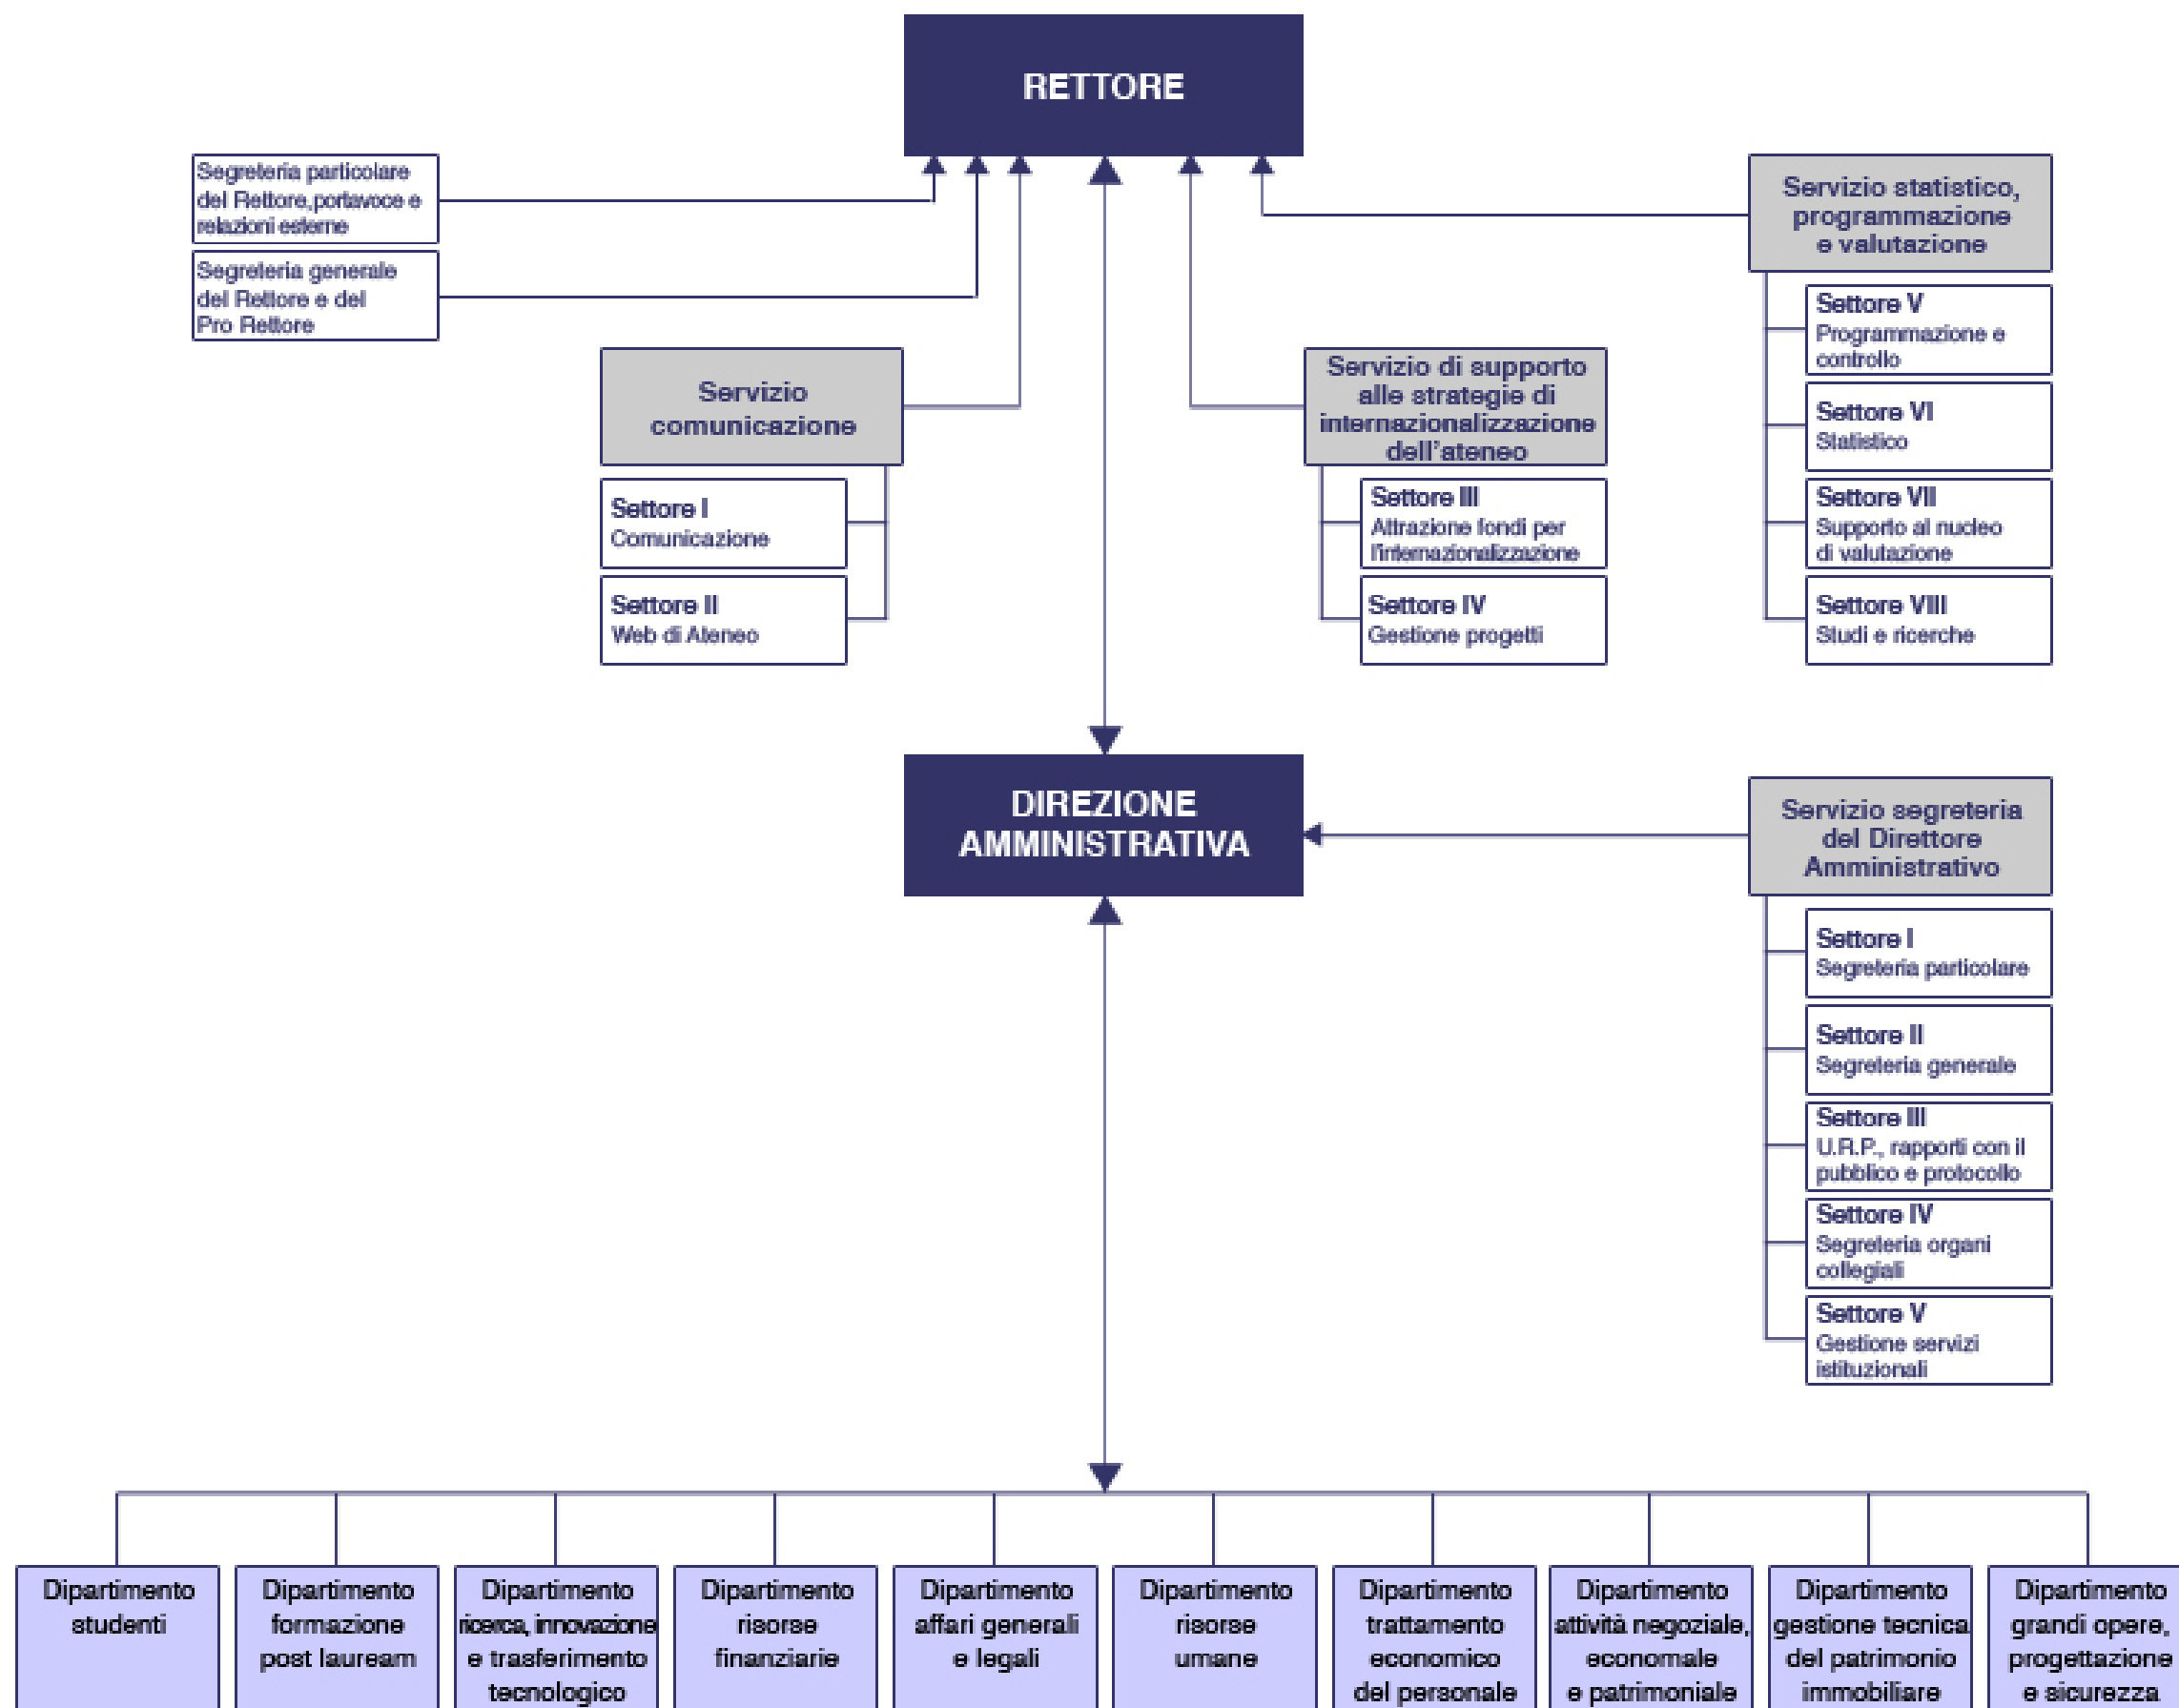 RETTORE
Segreteria particolare
del Rettore, portavoce e
relazioni esterne
Segreteria generale
del Rettore e del
Pro Rettore
Servizio
comunicazione
Settore I
Comunicazione
Settore II
Web di Ateneo
Servizio di supporto
alle strategie di
internazionalizzazione
dell'ateneo
Settore III
Attrazione fondi per
l'internazionalizzazione
Settore IV
Gestione progetti
Servizio statistico,
programmazione
e valutazione
Settore V
Programmazione e
controllo
Settore VI
Statistico
Settore VII
Supporto al nucleo
di valutazione
Settore VIII
Studi e ricerche
DIREZIONE
AMMINISTRATIVA
Servizio segreteria
del Direttore
Amministrativo
Settore I
Segreteria particolare
Settore II
Segreteria generale
Settore III
U.R.P., rapporti con il
pubblico e protocollo
Settore IV
Segreteria organi
collegiali
Settore V
Gestione servizi
istituzionali
Dipartimento
studenti
Dipartimento
formazione
post lauream
Dipartimento
ricerca, innovazione
e trasferimento
tecnologico
Dipartimento
risorse
finanziarie
Dipartimento
affari generali
e legali
Dipartimento
risorse
umane
Dipartimento
trattamento
economico
del personale
Dipartimento
attività negoziale,
economale
e patrimoniale
Dipartimento
gestione tecnica
del patrimonio
immobiliare
Dipartimento
grandi opere,
progettazione
e sicurezza